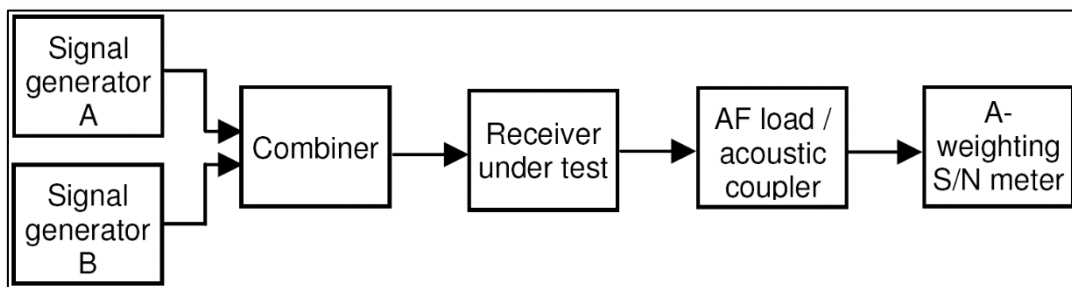 Signal
generator
A
Signal
generator
B
Combiner
Receiver
under test
AF load /
acoustic
coupler
A-
weighting
S/N meter